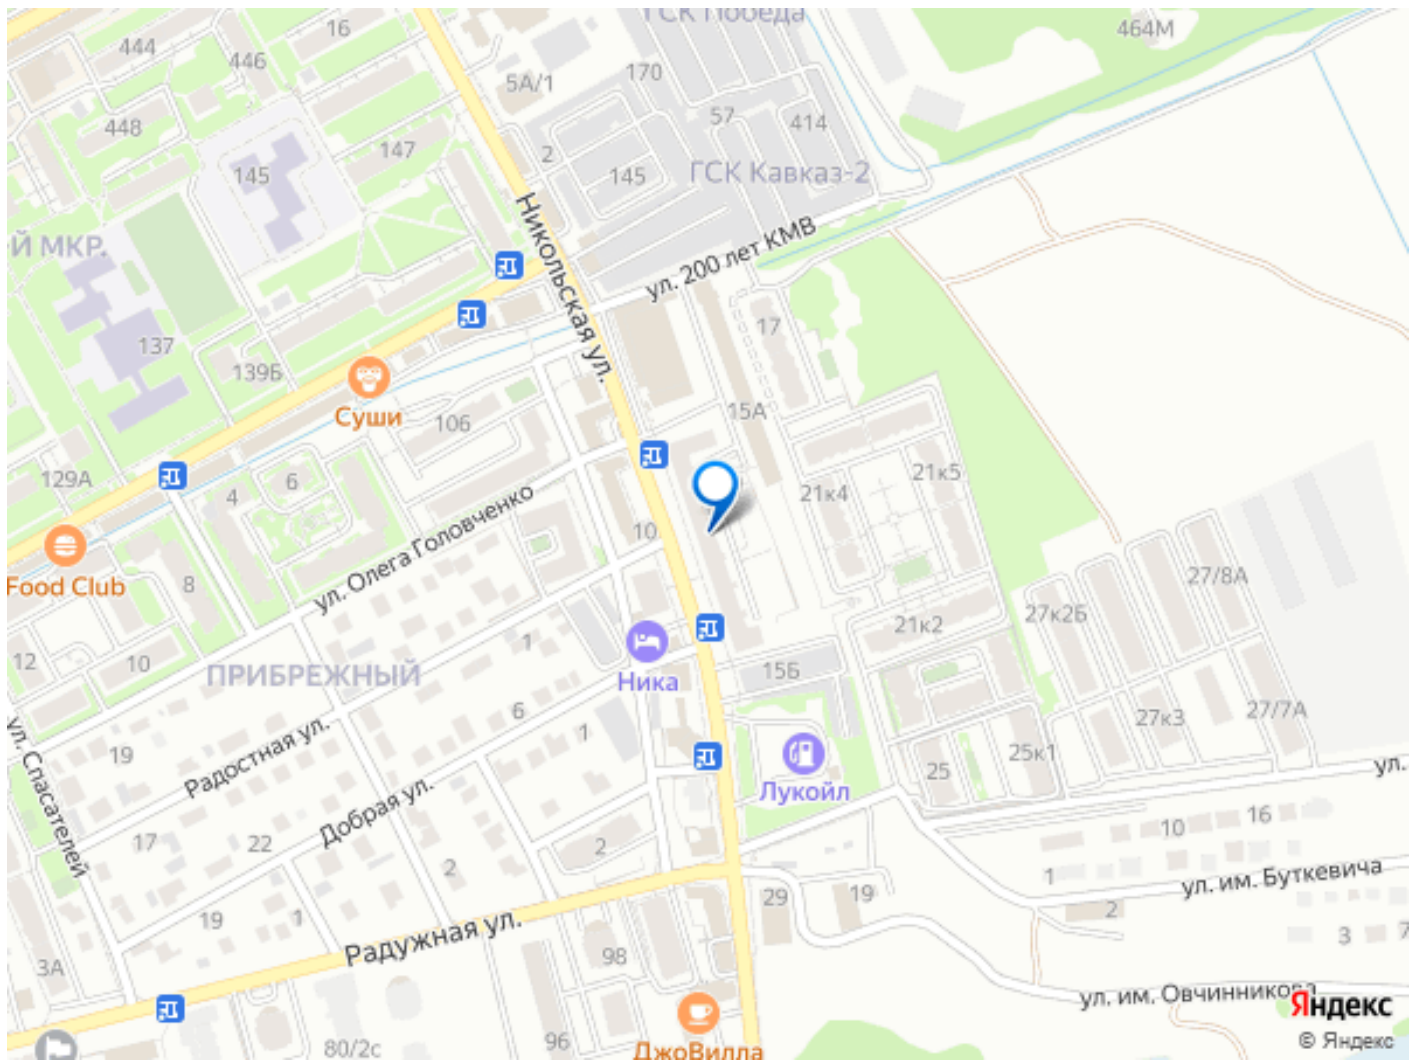 ГСК Победа
464М
16
444
446
170
5А/1
57
414
448
147
2
145
145
ГСК Кавказ-2
Й МКР.
Никольская ул.
ул. 200 лет КМВ
17
137
139Б
Суши
106
15А
129А
6
4
21к4
21к5
ул. Олега Головченко
10
Food Club
8
27/8А
27к2Б
21к2
1
12
10
ПРИБРЕЖНЫЙ
Ника
15Б
6
1
27к3
27/7А
19
Радостная ул.
25к1
25
ул.
Лукойл
ул. Спасателей
Добрая ул.
17
22
2
2
10
16
1
ул. им. Буткевича
19
1
Радужная ул.
29
19
2
3
7
3А
98
ул. им. Овчинникова
Яндекс
© Яндекс
80/2с
96
ДжоВилла